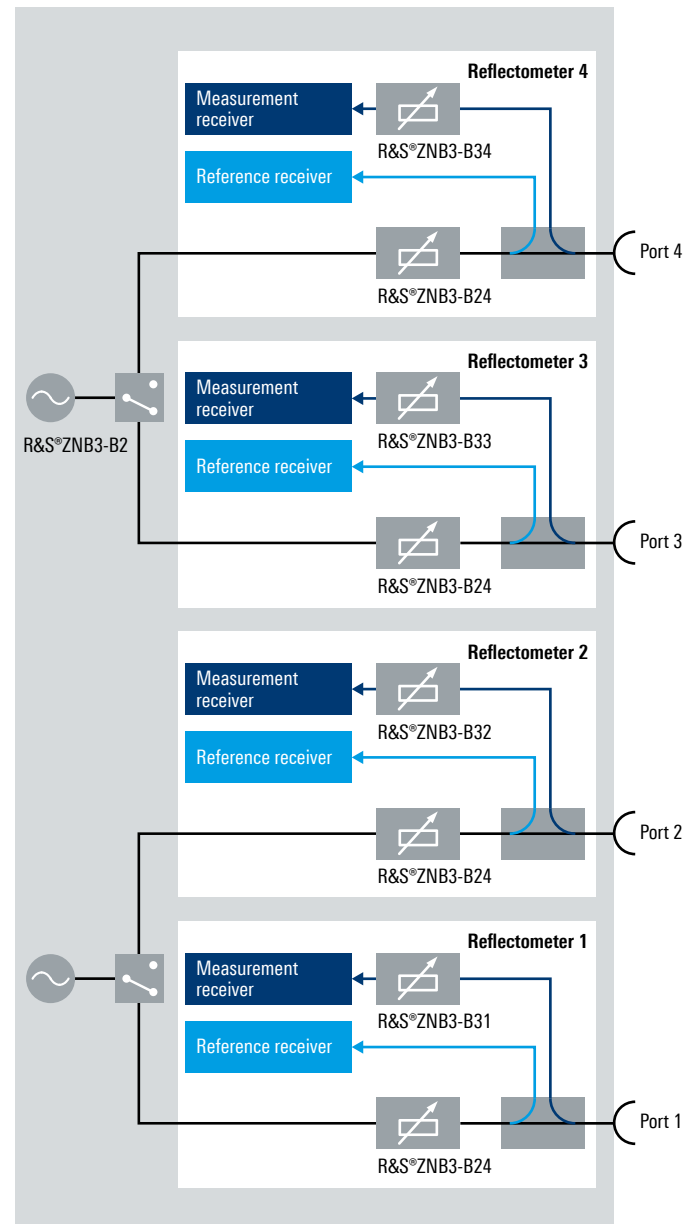 Reflectometer 4
Measurement
receiver
R&S®ZNB3-B34
Reference receiver
Port 4
R&S®ZNB3-B24
Reflectometer 3
Measurement
receiver
R&S®ZNB3-B2
R&S®ZNB3-B33
Reference receiver
Port 3
R&S®ZNB3-B24
Reflectometer 2
Measurement
receiver
R&S®ZNB3-B32
Reference receiver
Port 2
R&S®ZNB3-B24
Reflectometer 1
Measurement
receiver
R&S®ZNB3-B31
Reference receiver
Port 1
R&S®ZNB3-B24